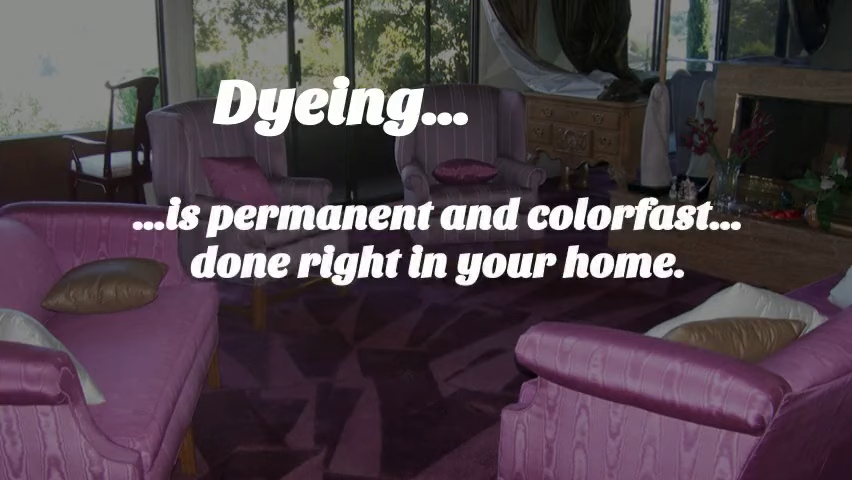 Dyeing...
...is permanent and colorfast...
done right in your home.